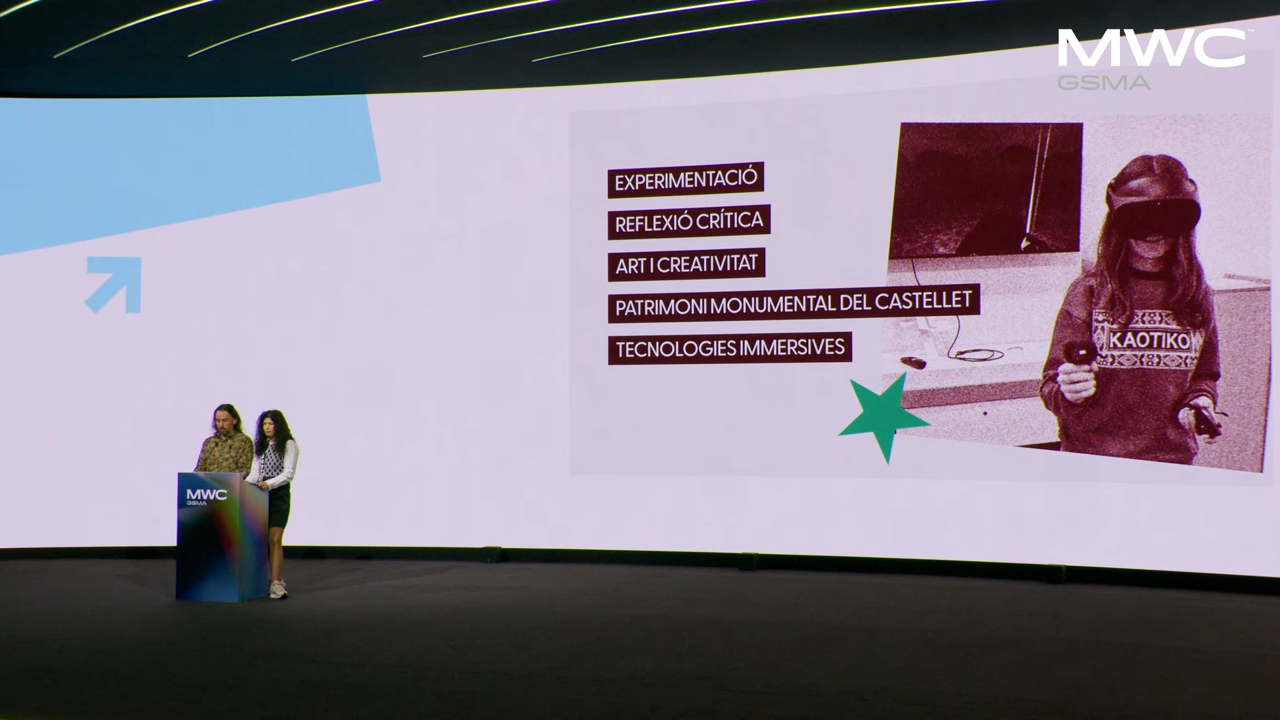 MWC
GSMA
EXPERIMENTACIÓ
REFLEXIÓ CRÍTICA
ART I CREATIVITAT
PATRIMONI MONUMENTAL DEL CASTELLET
TECNOLOGIES IMMERSIVES
KAOTIKO
MWC
GSMA